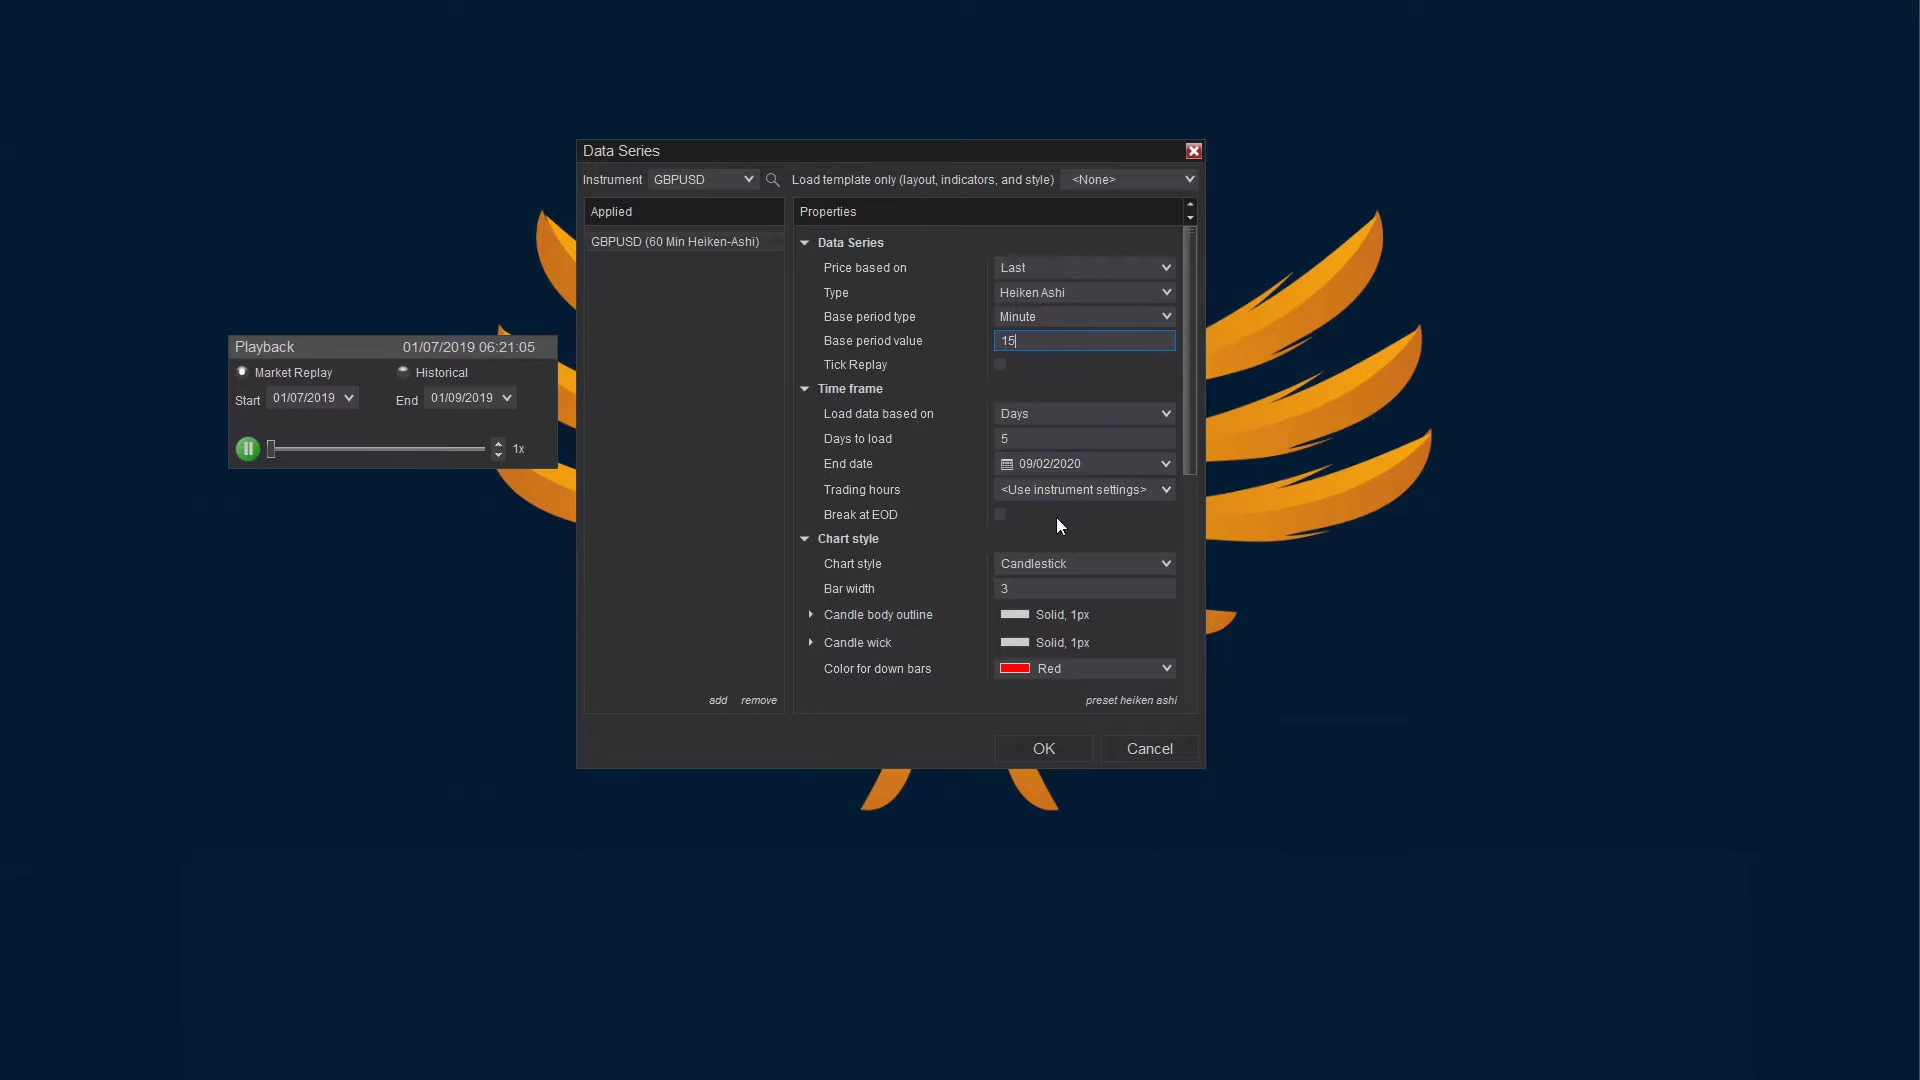 Data Series
Instrument GBPUSD Load template only (layout, indicators, and style) <None>
Applied
GBPUSD (60 Min Heiken-Ashi)
add remove
Properties
Data Series
Price based on Last
Type Heiken Ashi
Base period type Minute
Base period value 15
Tick Replay
Time frame
Load data based on Days
Days to load 5
End date 09/02/2020
Trading hours <Use instrument settings>
Break at EOD
Chart style
Chart style Candlestick
Bar width 3
Candle body outline Solid, 1px
Candle wick Solid, 1px
Color for down bars Red
preset heiken ashi
OK Cancel
Playback 01/07/2019 06:21:05
Market Replay Historical
Start 01/07/2019 End 01/09/2019
1x